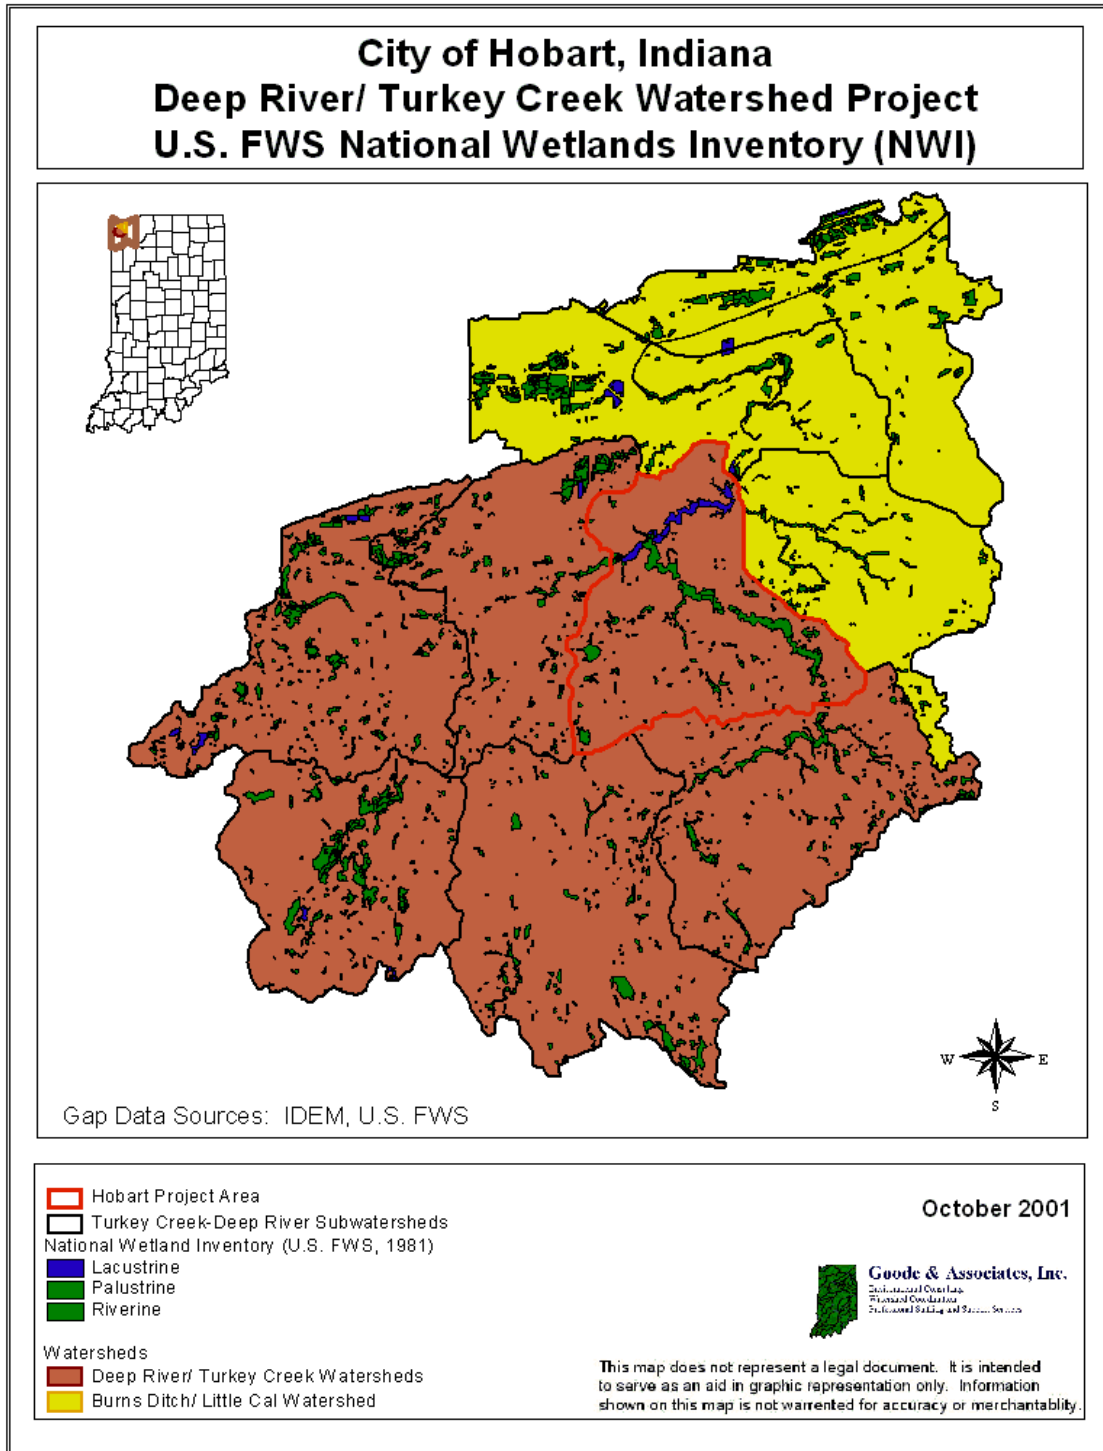 City of Hobart, Indiana
Deep River/ Turkey Creek Watershed Project
U.S. FWS National Wetlands Inventory (NWI)
W
E
S
Gap Data Sources: IDEM, U.S. FWS
Hobart Project Area
Turkey Creek-Deep River Subwatersheds
National Wetland Inventory (U.S. FWS, 1981)
Lacustrine
Palustrine
Riverine
Watersheds
Deep River/ Turkey Creek Watersheds
Burns Ditch/ Little Cal Watershed
October 2001
Goode & Associates, Inc.
Environmental Consulting
Watershed Coordination
This map does not represent a legal document. It is intended
to serve as an aid in graphic representation only. Information
shown on this map is not warrented for accuracy or merchantablity.